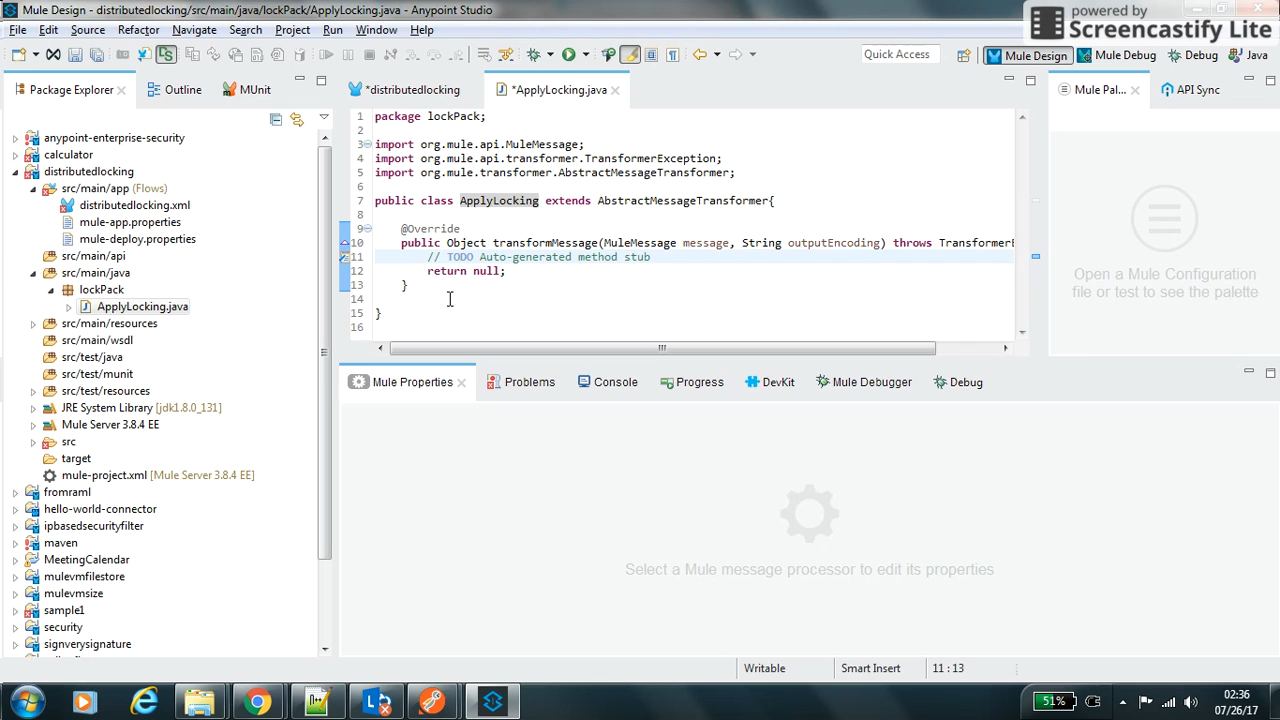 Mule Design - distributedlocking/src/main/java/lockPack/ApplyLocking.java - Anypoint Studio
powered by
Screencastify Lite
File Edit Source Refactor Navigate Search Project Run Window Help
Quick Access
Mule Design
Mule Debug
Debug
Java
Package Explorer
Outline
MUnit
*distributedlocking
*ApplyLocking.java
Mule Pal...
API Sync
anypoint-enterprise-security
calculator
distributedlocking
src/main/app (Flows)
distributedlocking.xml
mule-app.properties
mule-deploy.properties
src/main/api
src/main/java
lockPack
ApplyLocking.java
src/main/resources
src/main/wsdl
src/test/java
src/test/munit
src/test/resources
JRE System Library [jdk1.8.0_131]
Mule Server 3.8.4 EE
src
target
mule-project.xml [Mule Server 3.8.4 EE]
fromraml
hello-world-connector
ipbasedsecurityfilter
maven
MeetingCalendar
mulevmfilestore
mulevmsize
sample1
security
signverysignature
1 package lockPack;
2
3 import org.mule.api.MuleMessage;
4 import org.mule.api.transformer.TransformerException;
5 import org.mule.transformer.AbstractMessageTransformer;
6
7 public class ApplyLocking extends AbstractMessageTransformer{
8
9 @Override
10 public Object transformMessage(MuleMessage message, String outputEncoding) throws TransformerE
11 // TODO Auto-generated method stub
12 return null;
13 }
14
15 }
16
Open a Mule Configuration
file or test to see the palette
Mule Properties
Problems
Console
Progress
DevKit
Mule Debugger
Debug
Select a Mule message processor to edit its properties
Writable
Smart Insert
11 : 13
51%
02:36
07/26/17